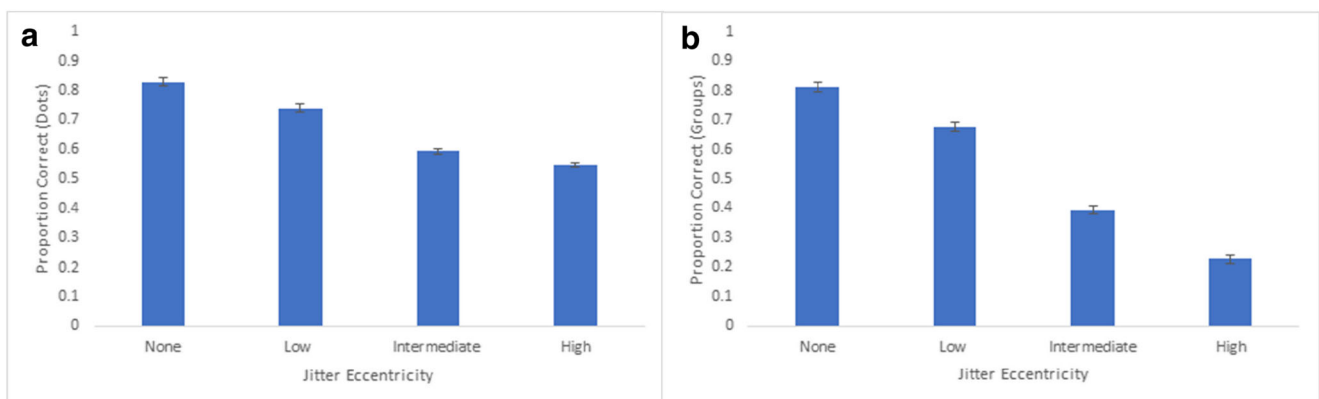 a
Proportion Correct (Dots)
1
0.9
0.8
0.7
0.6
0.5
0.4
0.3
0.2
0.1
0
None Low Intermediate High
Jitter Eccentricity
b
Proportion Correct (Groups)
1
0.9
0.8
0.7
0.6
0.5
0.4
0.3
0.2
0.1
0
None Low Intermediate High
Jitter Eccentricity